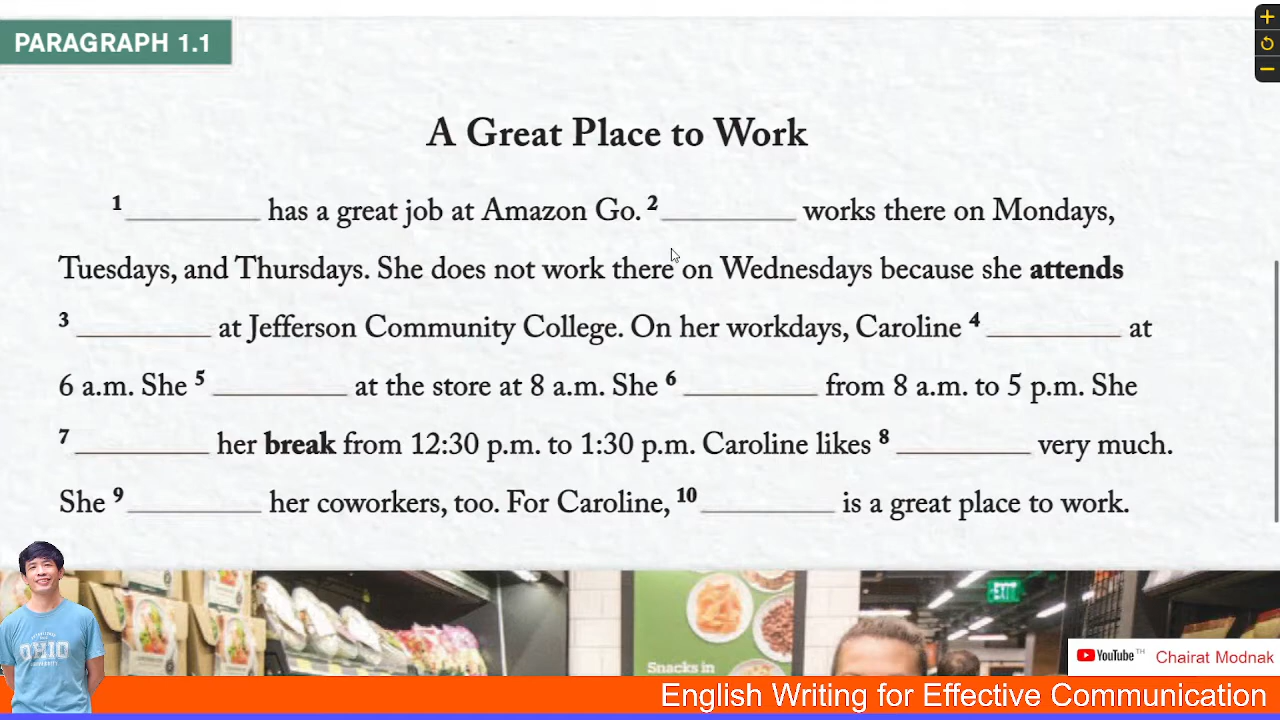 PARAGRAPH 1.1
A Great Place to Work
1 __________ has a great job at Amazon Go. 2 __________ works there on Mondays,
Tuesdays, and Thursdays. She does not work there on Wednesdays because she attends
3 __________ at Jefferson Community College. On her workdays, Caroline 4 __________ at
6 a.m. She 5 __________ at the store at 8 a.m. She 6 __________ from 8 a.m. to 5 p.m. She
7 __________ her break from 12:30 p.m. to 1:30 p.m. Caroline likes 8 __________ very much.
She 9 __________ her coworkers, too. For Caroline, 10 __________ is a great place to work.
EXIT
OHIO
UNIVERSITY
Snacks in
YouTube TH Chairat Modnak
English Writing for Effective Communication